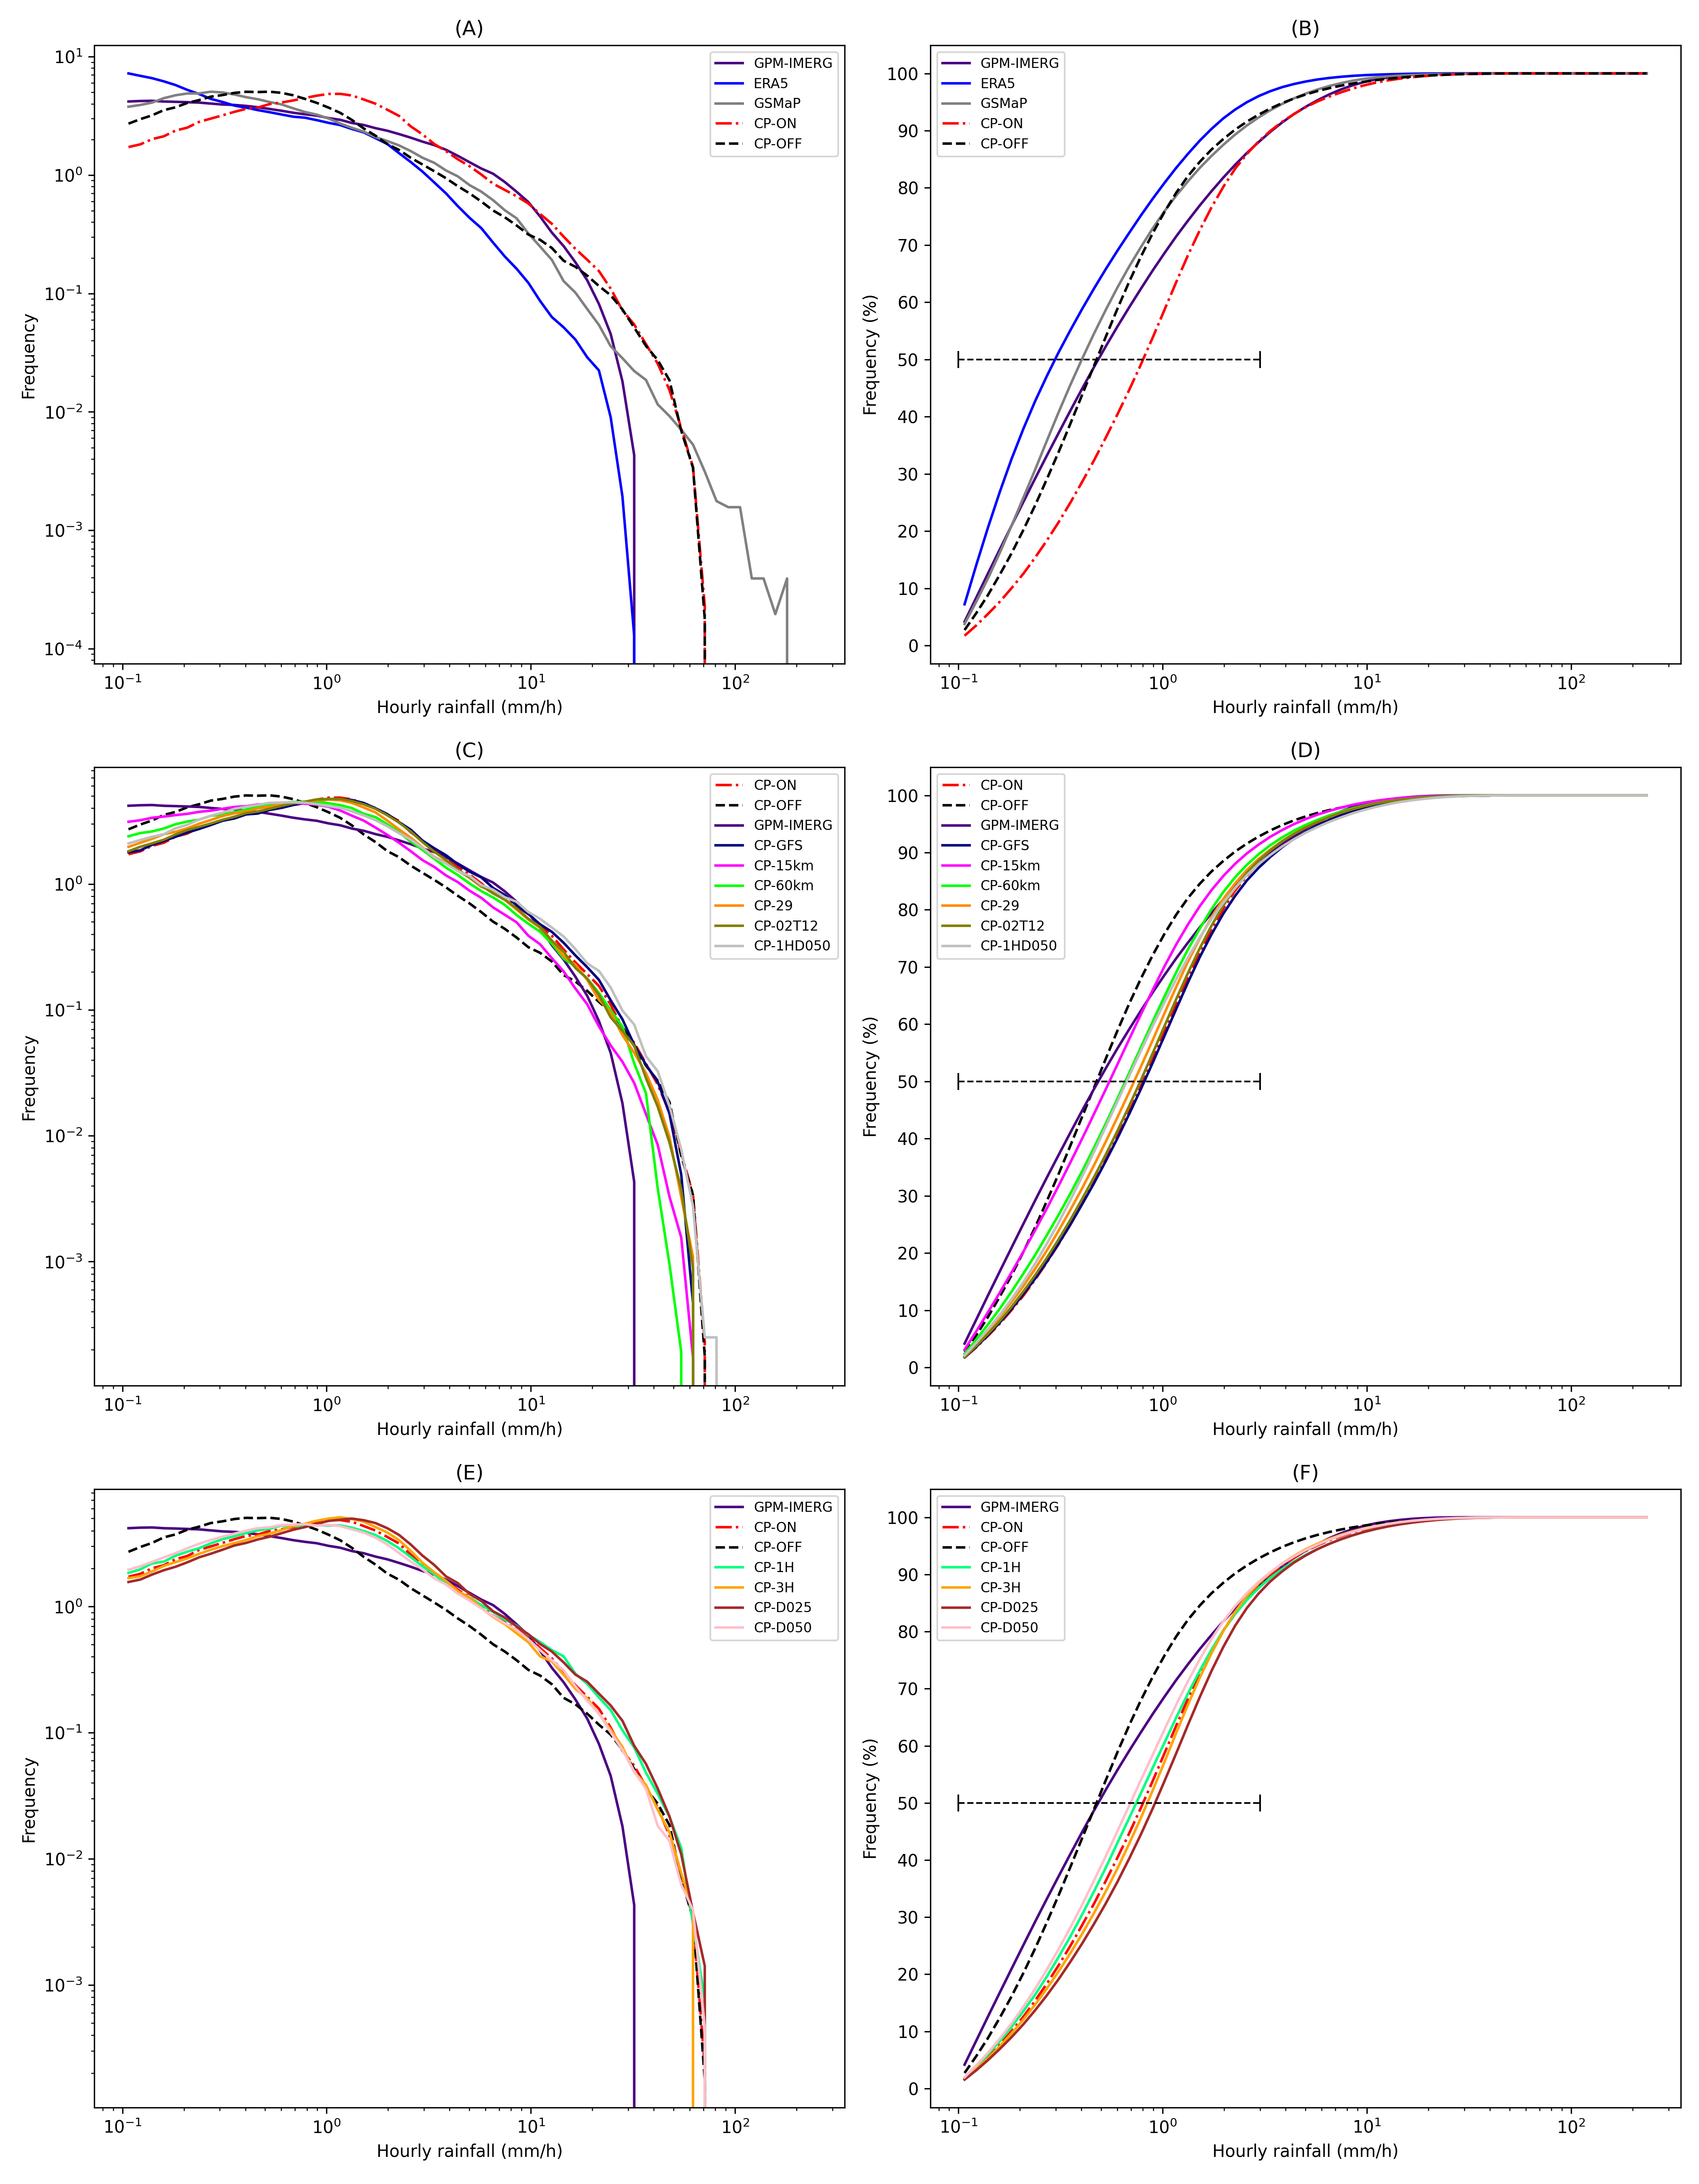 (A)
10^1
10^0
10^-1
10^-2
10^-3
10^-4
Frequency
GPM-IMERG
ERA5
GSMaP
CP-ON
CP-OFF
10^-1 10^0 10^1 10^2
Hourly rainfall (mm/h)
(B)
100
90
80
70
60
50
40
30
20
10
0
Frequency (%)
GPM-IMERG
ERA5
GSMaP
CP-ON
CP-OFF
10^-1 10^0 10^1 10^2
Hourly rainfall (mm/h)
(C)
10^0
10^-1
10^-2
10^-3
Frequency
CP-ON
CP-OFF
GPM-IMERG
CP-GFS
CP-15km
CP-60km
CP-29
CP-02T12
CP-1HD050
10^-1 10^0 10^1 10^2
Hourly rainfall (mm/h)
(D)
100
90
80
70
60
50
40
30
20
10
0
Frequency (%)
CP-ON
CP-OFF
GPM-IMERG
CP-GFS
CP-15km
CP-60km
CP-29
CP-02T12
CP-1HD050
10^-1 10^0 10^1 10^2
Hourly rainfall (mm/h)
(E)
10^0
10^-1
10^-2
10^-3
Frequency
GPM-IMERG
CP-ON
CP-OFF
CP-1H
CP-3H
CP-D025
CP-D050
10^-1 10^0 10^1 10^2
Hourly rainfall (mm/h)
(F)
100
90
80
70
60
50
40
30
20
10
0
Frequency (%)
GPM-IMERG
CP-ON
CP-OFF
CP-1H
CP-3H
CP-D025
CP-D050
10^-1 10^0 10^1 10^2
Hourly rainfall (mm/h)